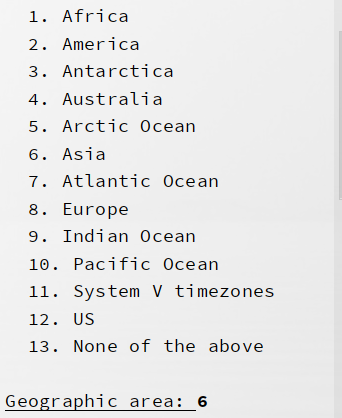 1. Africa
2. America
3. Antarctica
4. Australia
5. Arctic Ocean
6. Asia
7. Atlantic Ocean
8. Europe
9. Indian Ocean
10. Pacific Ocean
11. System V timezones
12. US
13. None of the above
Geographic area: 6